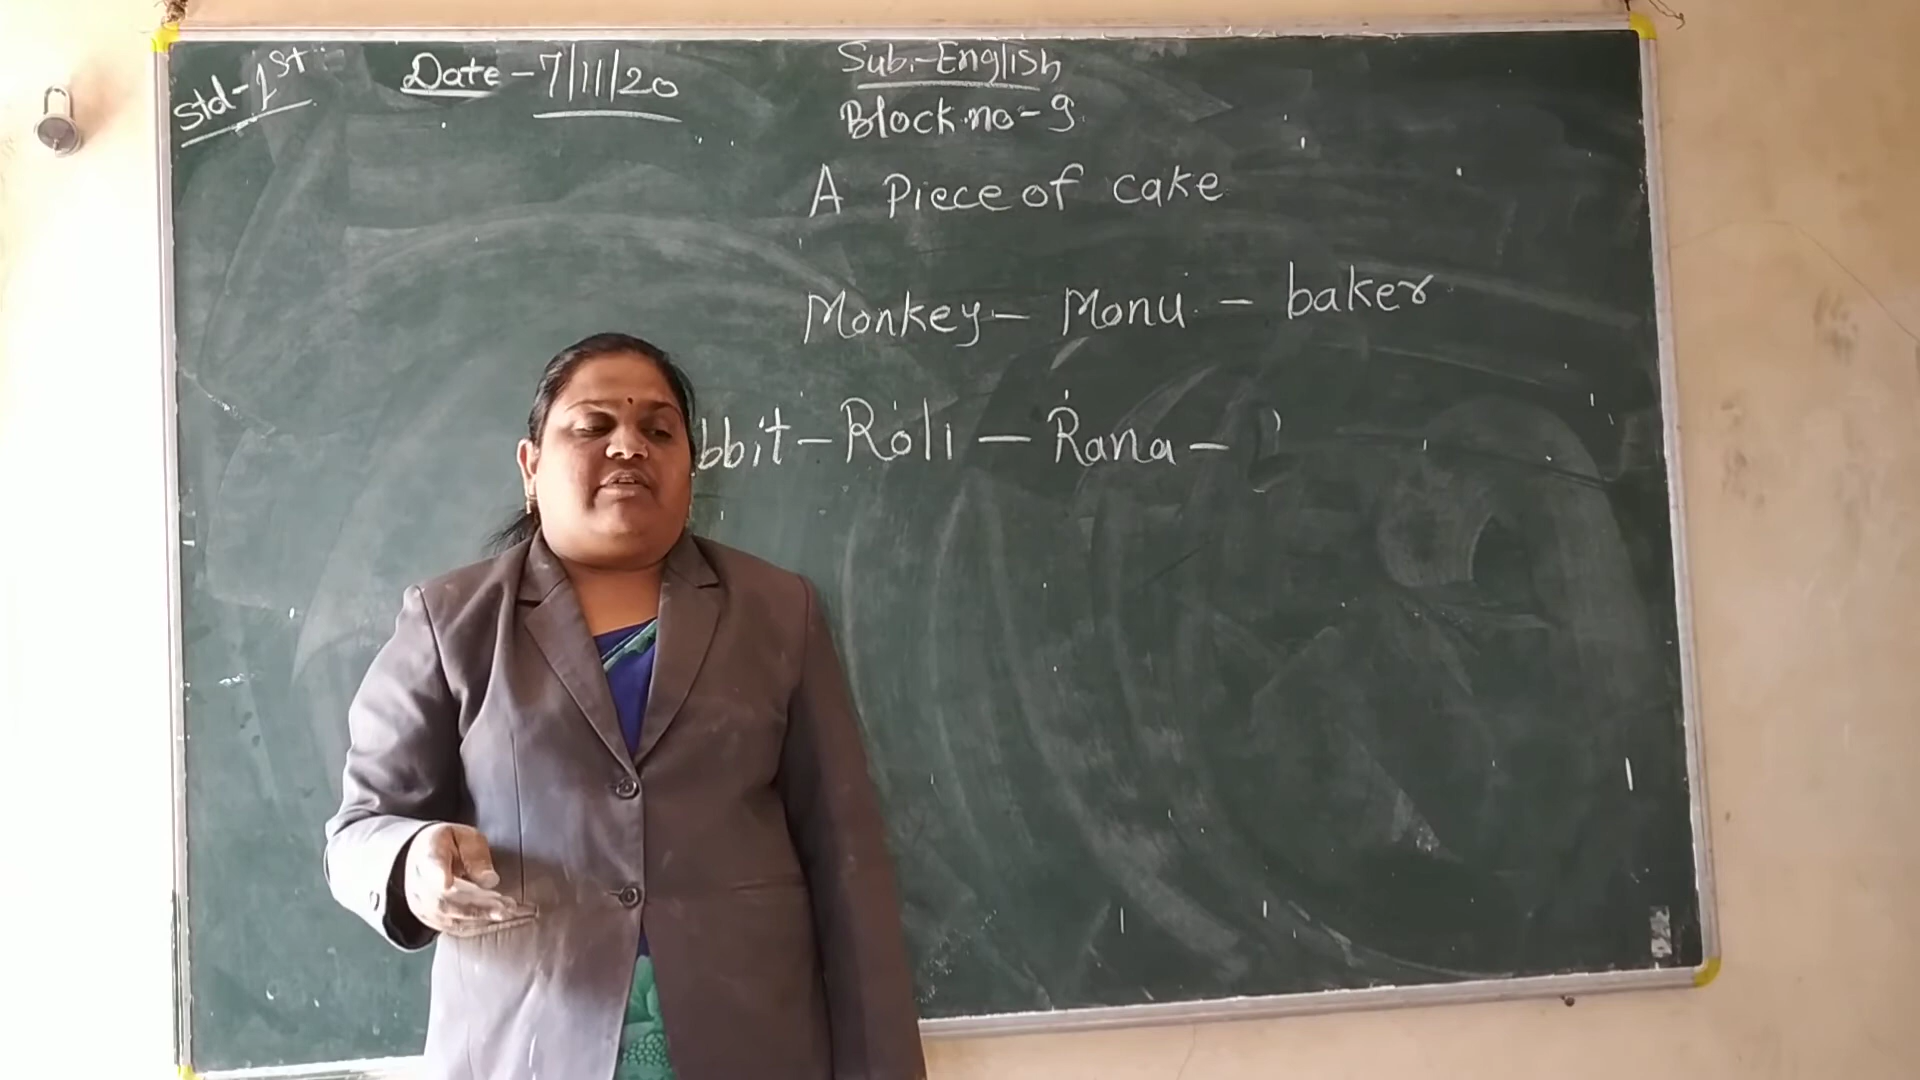 Std-1st
Date-7/11/20
Sub.-English
Block.no-9
A Piece of cake
Monkey- Monu - baker
bbit-Roli-Rana-2